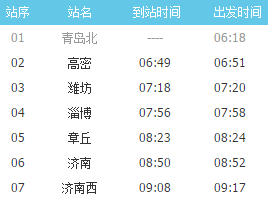 站序 站名 到站时间 出发时间
01 青岛北 ---- 06:18
02 高密 06:49 06:51
03 潍坊 07:18 07:20
04 淄博 07:56 07:58
05 章丘 08:23 08:24
06 济南 08:50 08:52
07 济南西 09:08 09:17